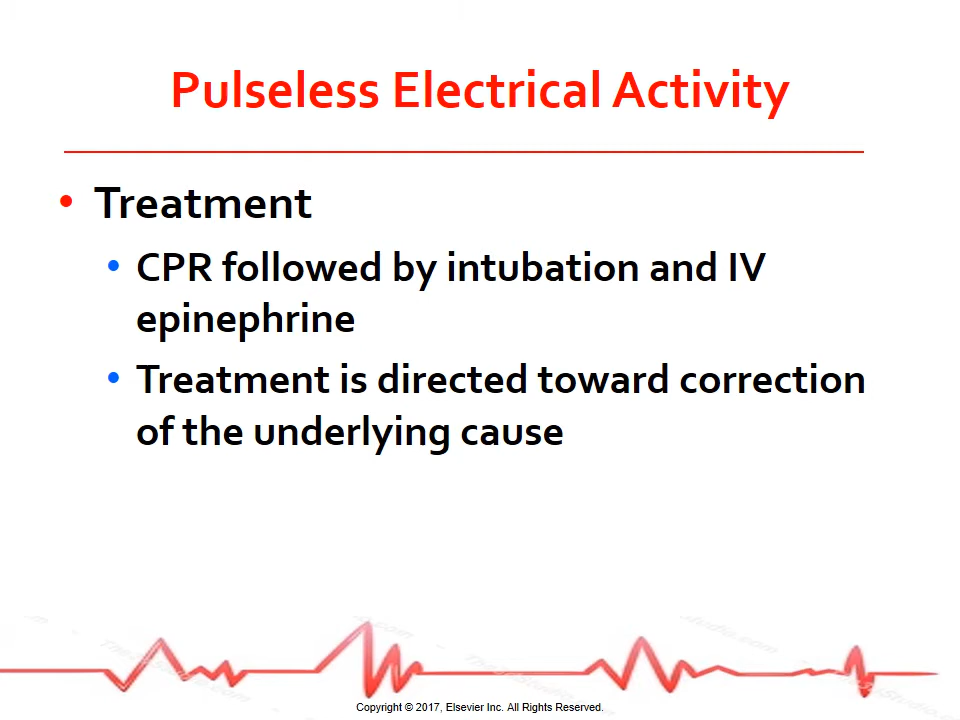 Pulseless Electrical Activity
• Treatment
• CPR followed by intubation and IV
epinephrine
• Treatment is directed toward correction
of the underlying cause
Copyright © 2017, Elsevier Inc. All Rights Reserved.